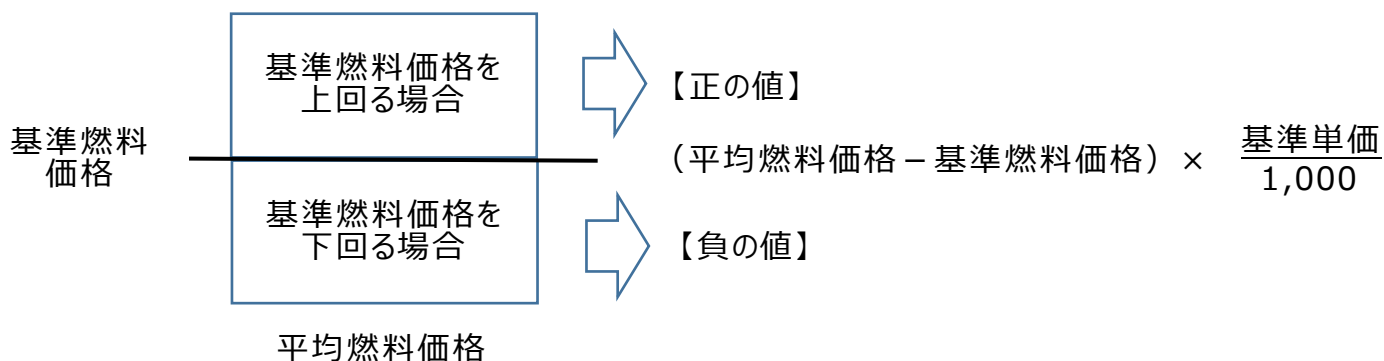 基準燃料価格を
上回る場合
【正の値】
基準燃料
価格
（平均燃料価格－基準燃料価格）× 基準単価
1,000
基準燃料価格を
下回る場合
【負の値】
平均燃料価格